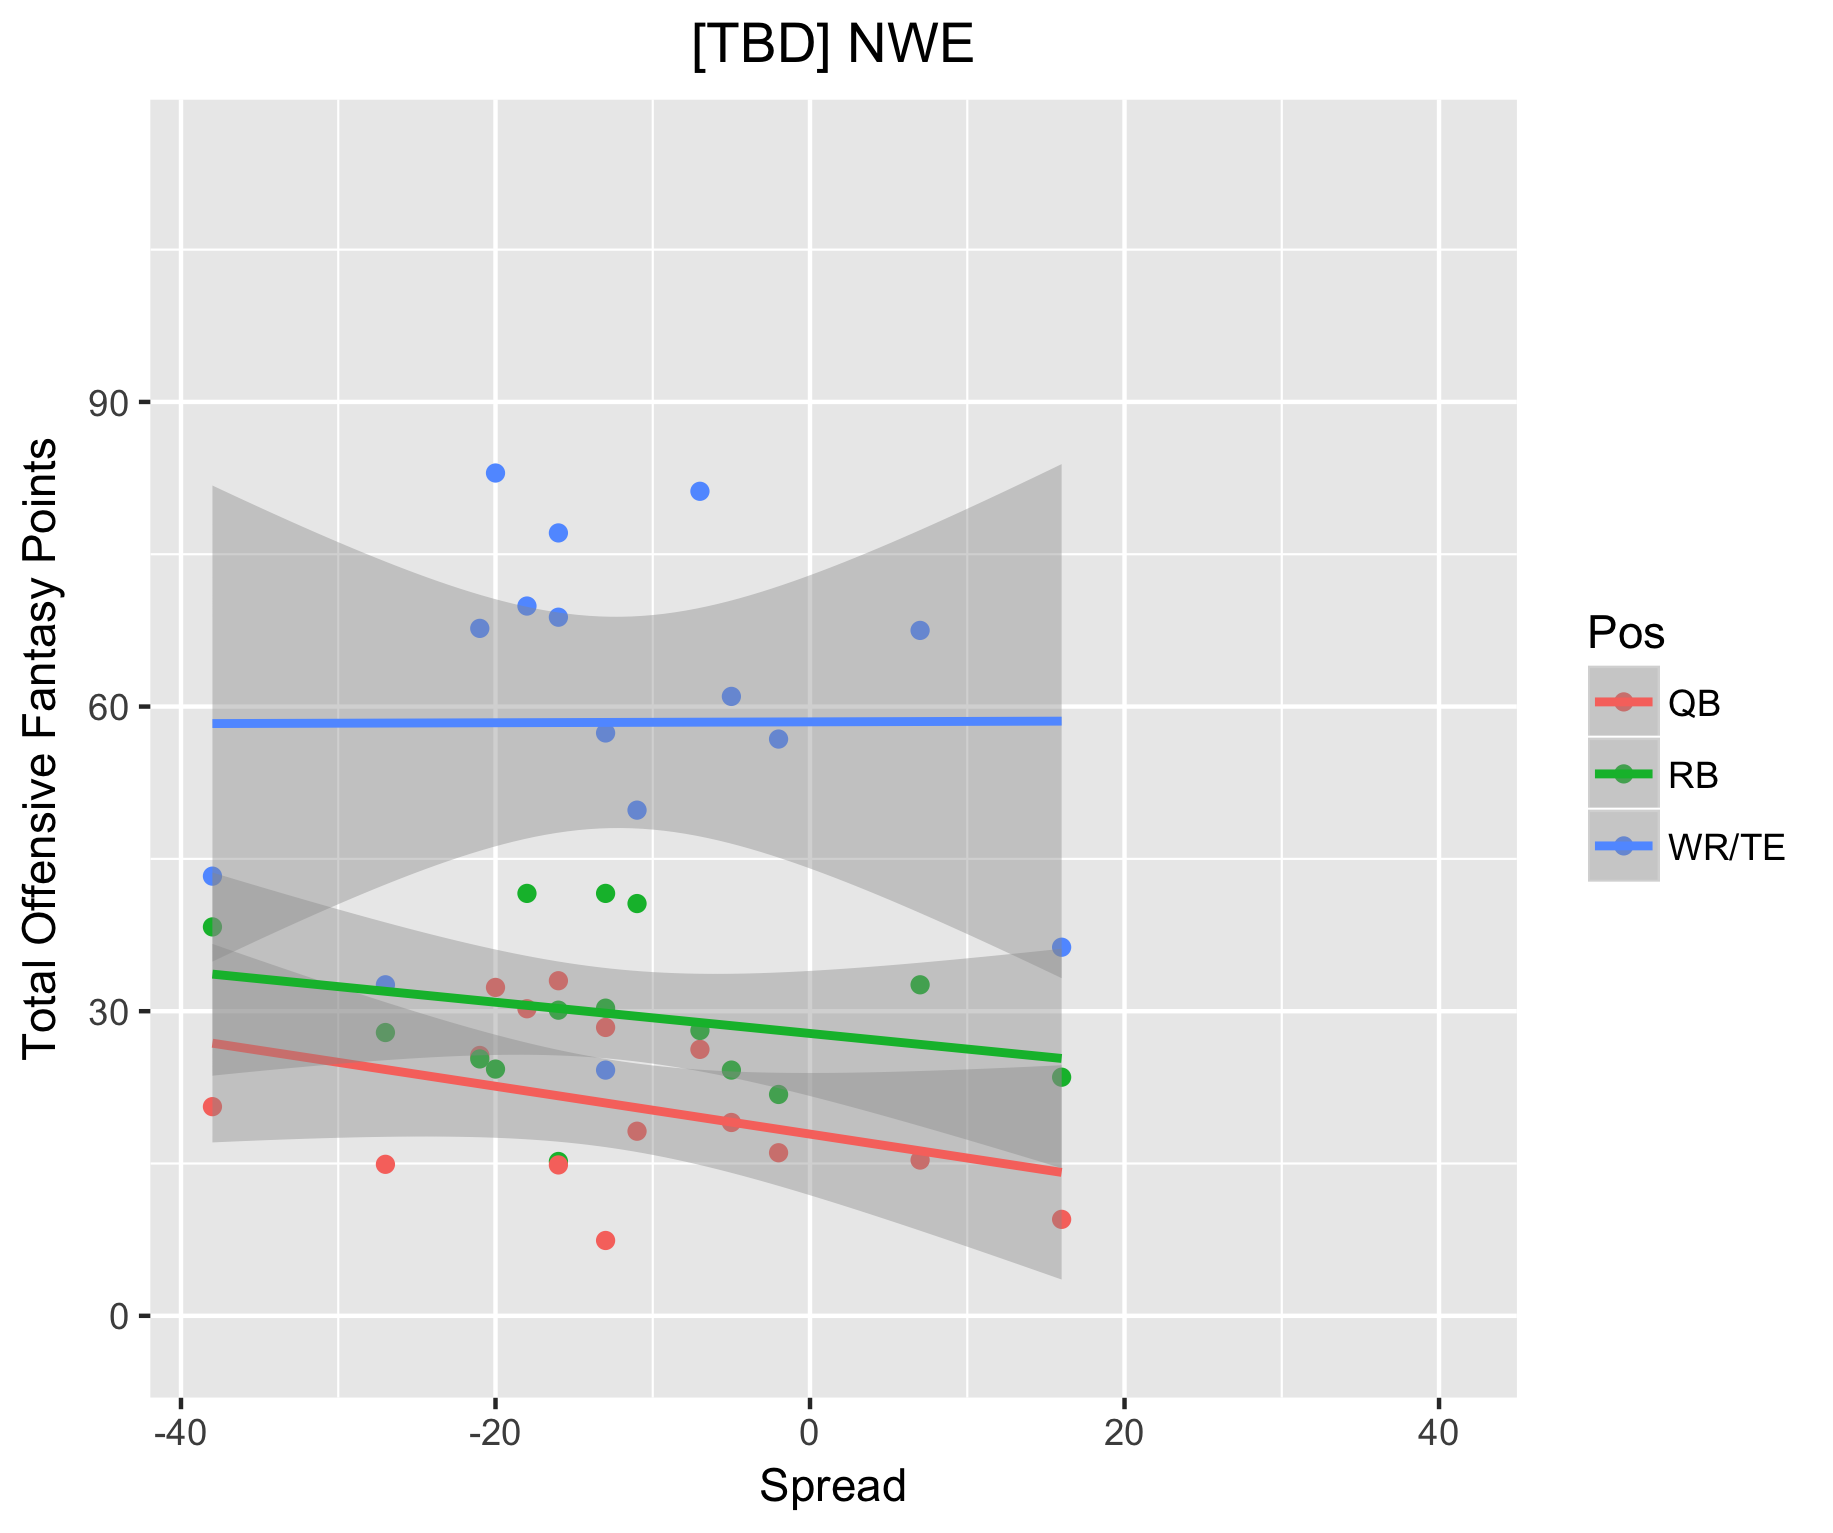 [TBD] NWE
Total Offensive Fantasy Points
90
60
30
0
-40
-20
0
20
40
Spread
Pos
QB
RB
WR/TE